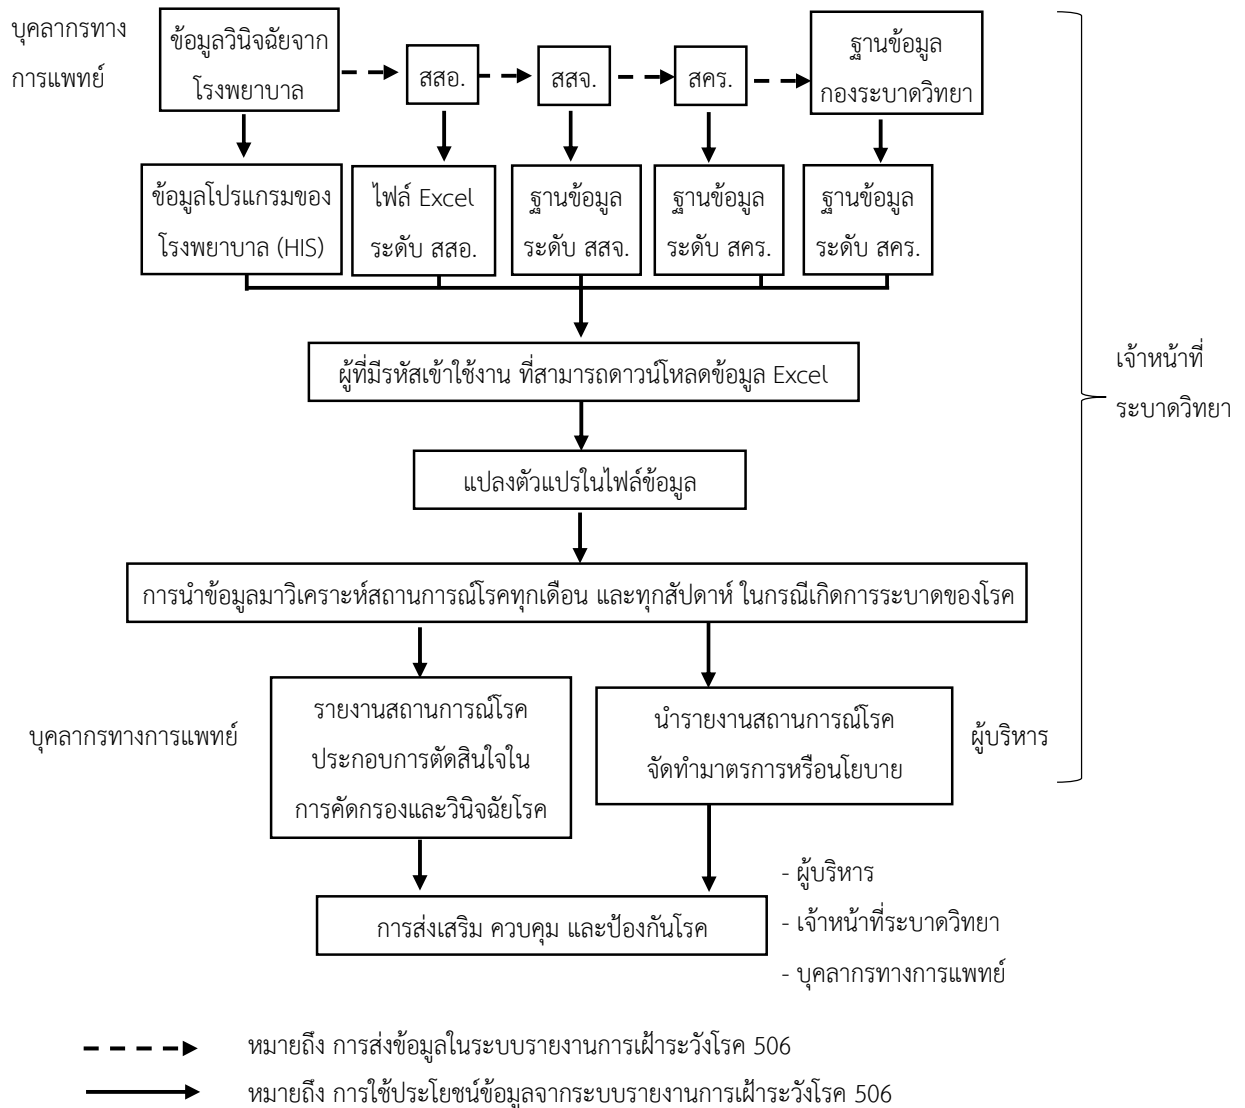 บุคลากรทาง
การแพทย์
ข้อมูลวินิจฉัยจาก
โรงพยาบาล
สสอ.
สสจ.
สคร.
ฐานข้อมูล
กองระบาดวิทยา
ข้อมูลโปรแกรมของ
โรงพยาบาล (HIS)
ไฟล์ Excel
ระดับ สสอ.
ฐานข้อมูล
ระดับ สสจ.
ฐานข้อมูล
ระดับ สคร.
ฐานข้อมูล
ระดับ สคร.
ผู้ที่มีรหัสเข้าใช้งาน ที่สามารถดาวน์โหลดข้อมูล Excel
เจ้าหน้าที่
ระบาดวิทยา
แปลงตัวแปรในไฟล์ข้อมูล
การนำข้อมูลมาวิเคราะห์สถานการณ์โรคทุกเดือน และทุกสัปดาห์ ในกรณีเกิดการระบาดของโรค
บุคลากรทางการแพทย์
รายงานสถานการณ์โรค
ประกอบการตัดสินใจใน
การคัดกรองและวินิจฉัยโรค
นำรายงานสถานการณ์โรค
จัดทำมาตรการหรือนโยบาย
ผู้บริหาร
การส่งเสริม ควบคุม และป้องกันโรค
- ผู้บริหาร
- เจ้าหน้าที่ระบาดวิทยา
- บุคลากรทางการแพทย์
หมายถึง การส่งข้อมูลในระบบรายงานการเฝ้าระวังโรค 506
หมายถึง การใช้ประโยชน์ข้อมูลจากระบบรายงานการเฝ้าระวังโรค 506